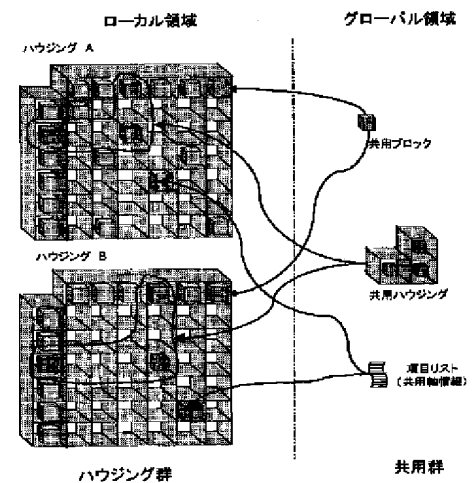 ローカル領域
グローバル領域
ハウジング A
共用ブロック
ハウジング B
共用ハウジング
項目リスト
(共用軸情報)
ハウジング群
共用群